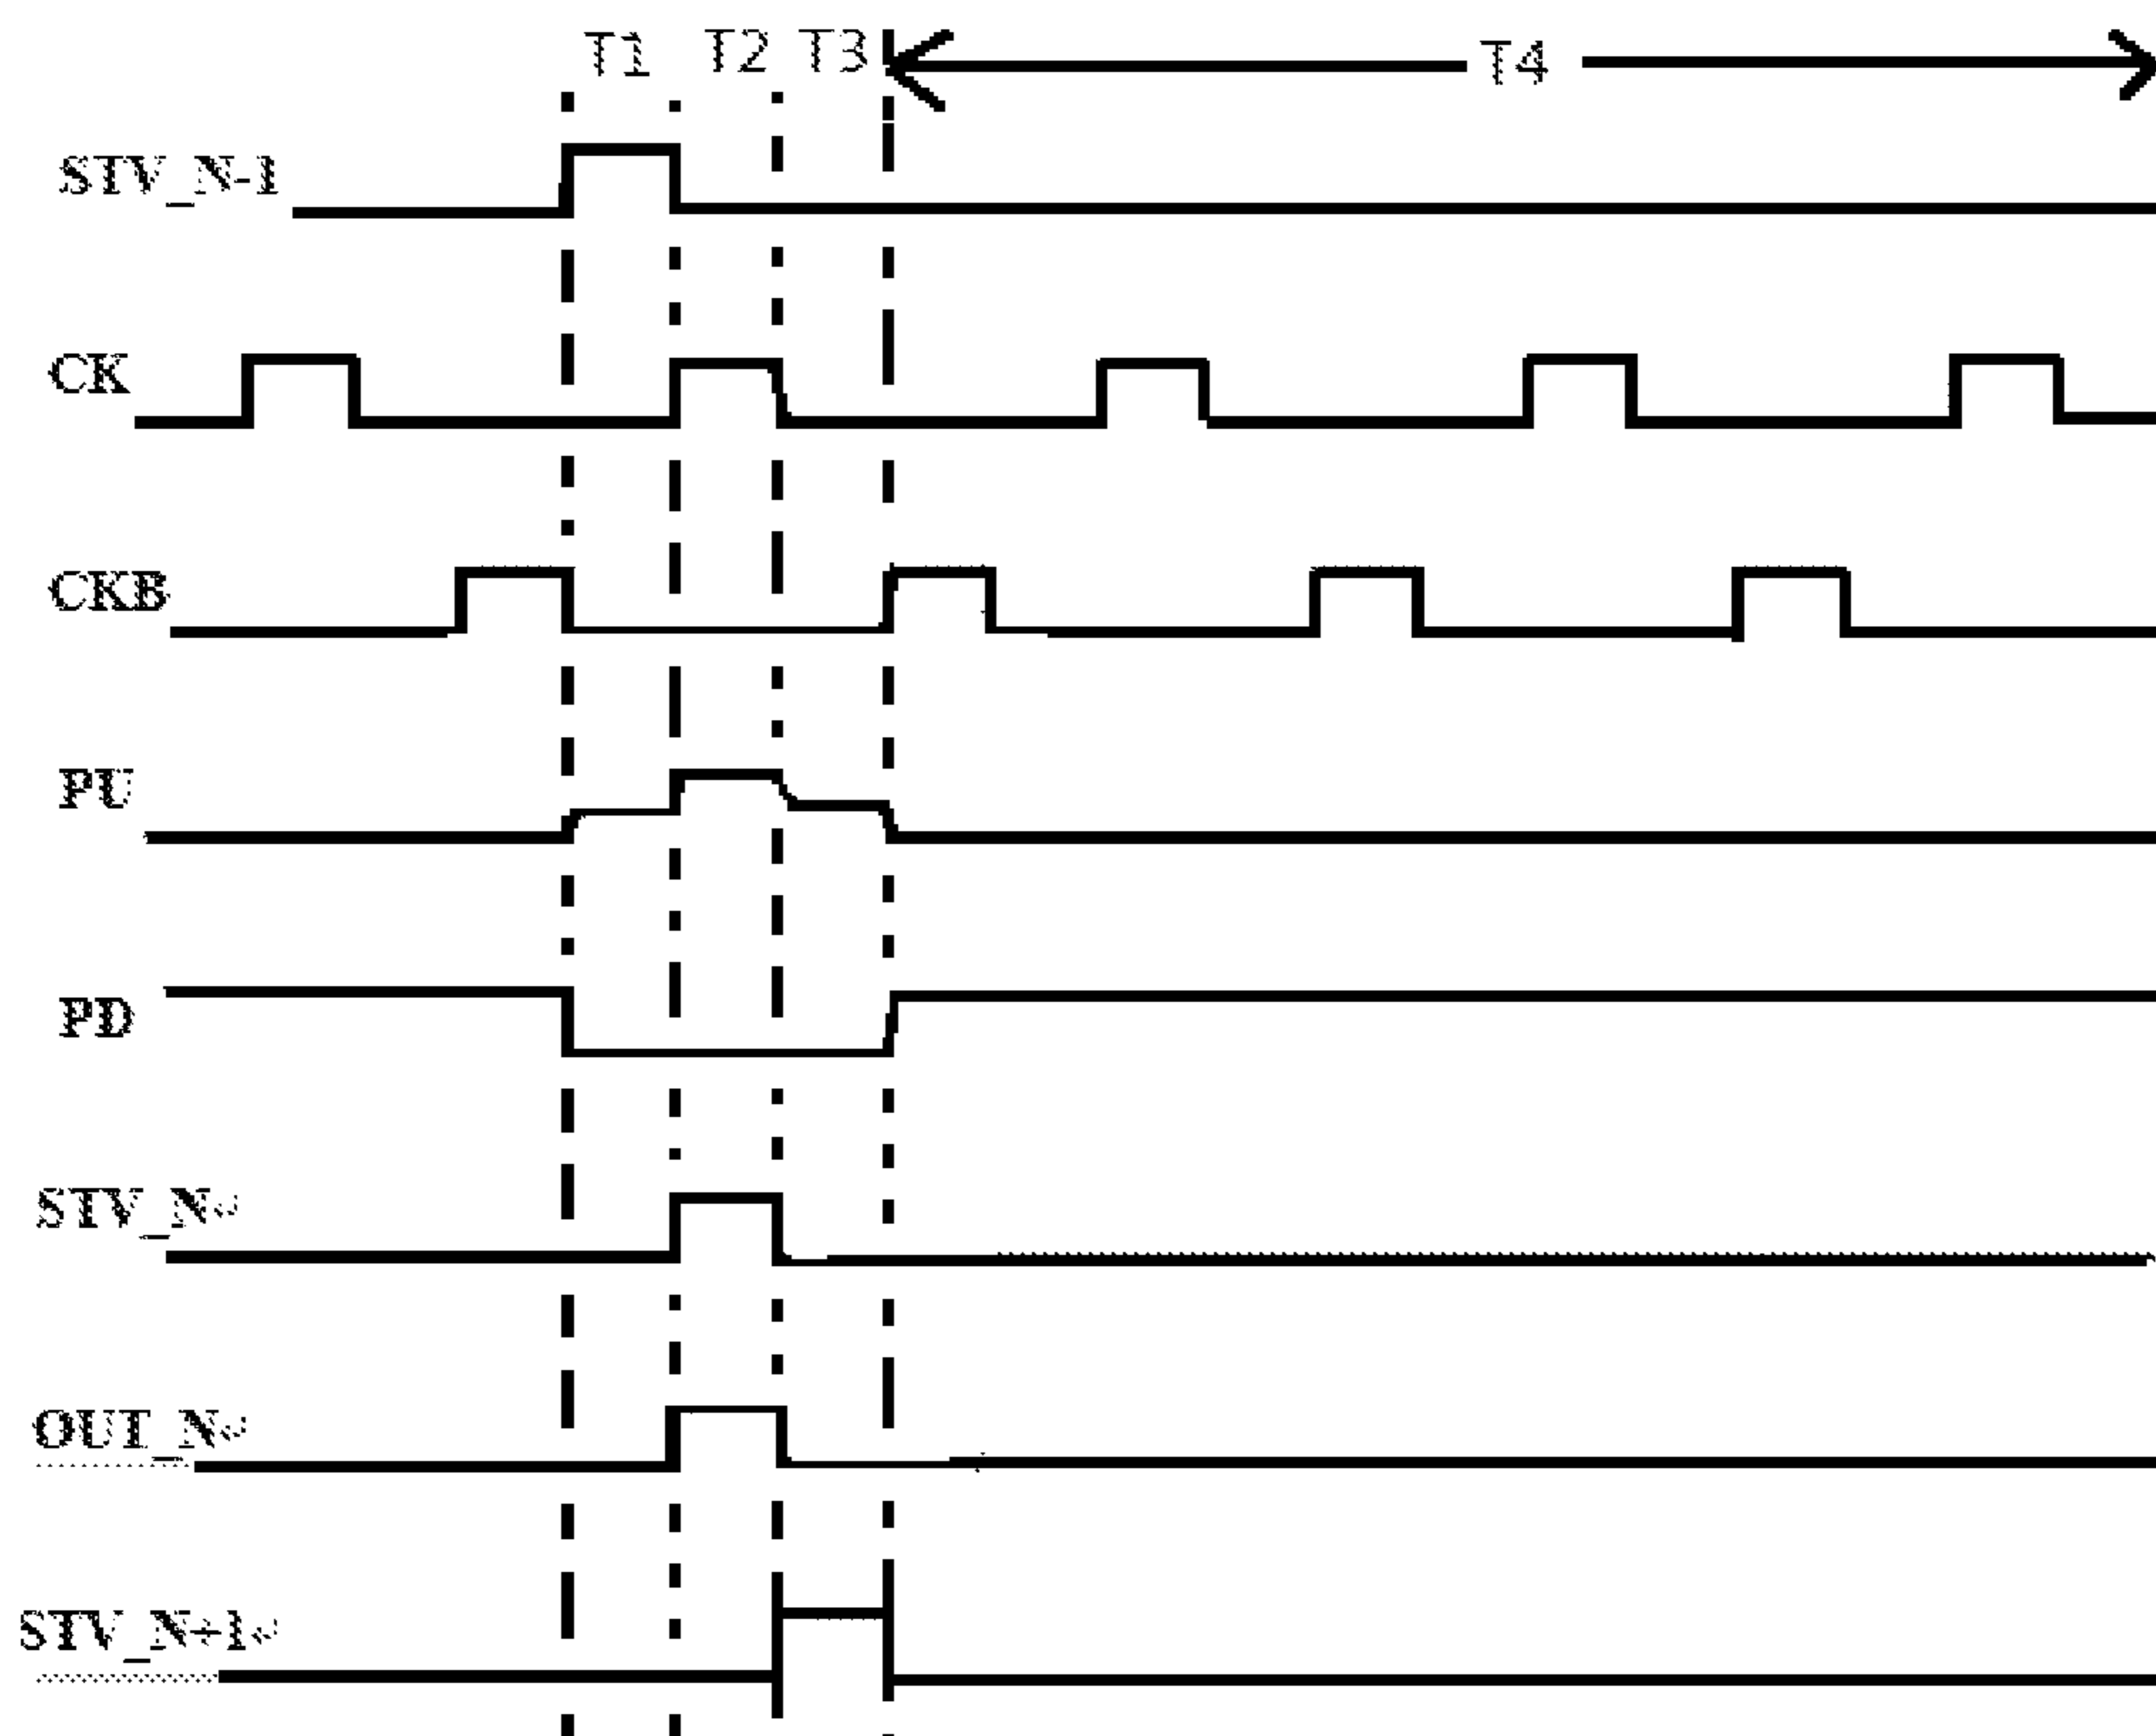 T1 T2 T3 T4
STV_N-1
CK
CKB
PU
PD
STV_N
OUT_N
STV_N+1